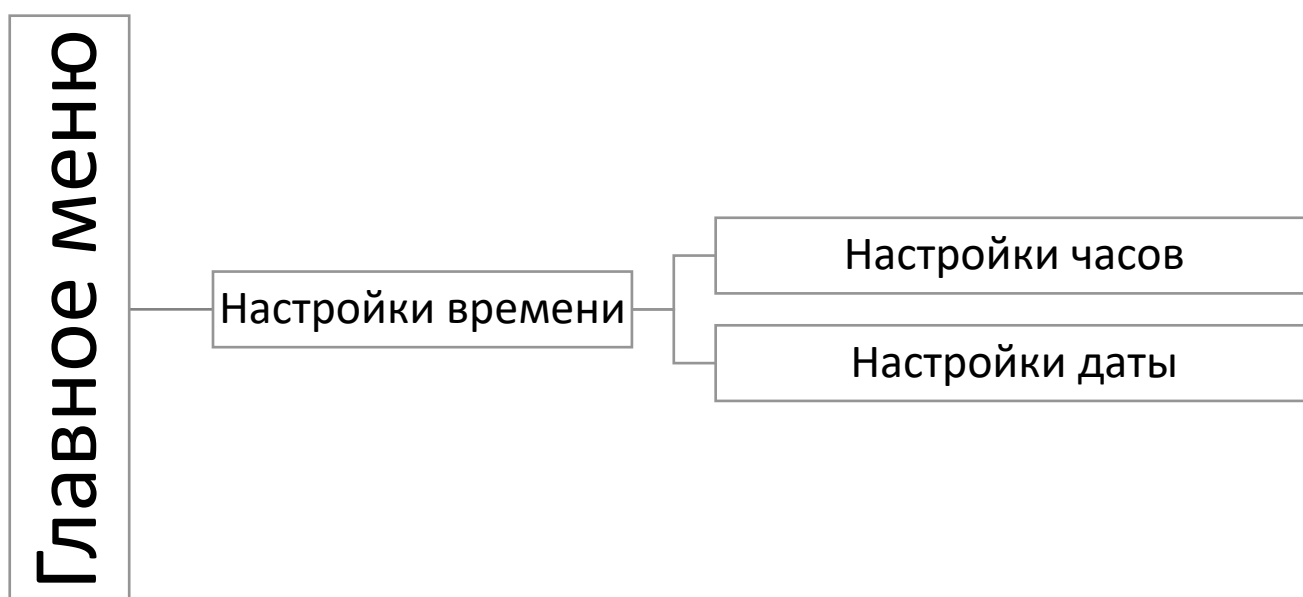 Главное меню
Настройки времени
Настройки часов
Настройки даты